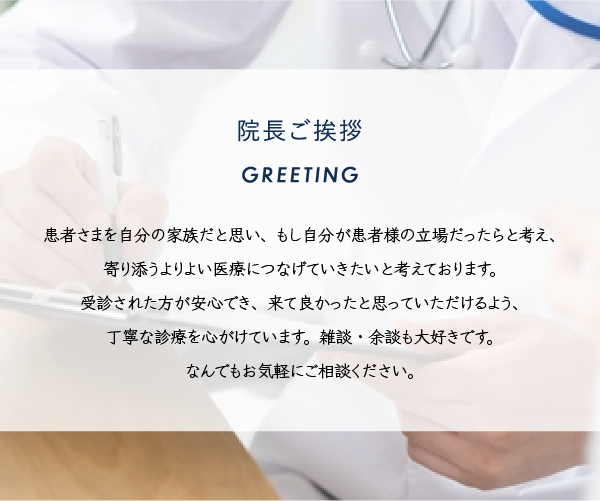 院長ご挨拶
GREETING
患者さまを自分の家族だと思い、もし自分が患者様の立場だったらと考え、
寄り添うよりよい医療につなげていきたいと考えております。
受診された方が安心でき、来て良かったと思っていただけるよう、
丁寧な診療を心がけています。雑談・余談も大好きです。
なんでもお気軽にご相談ください。